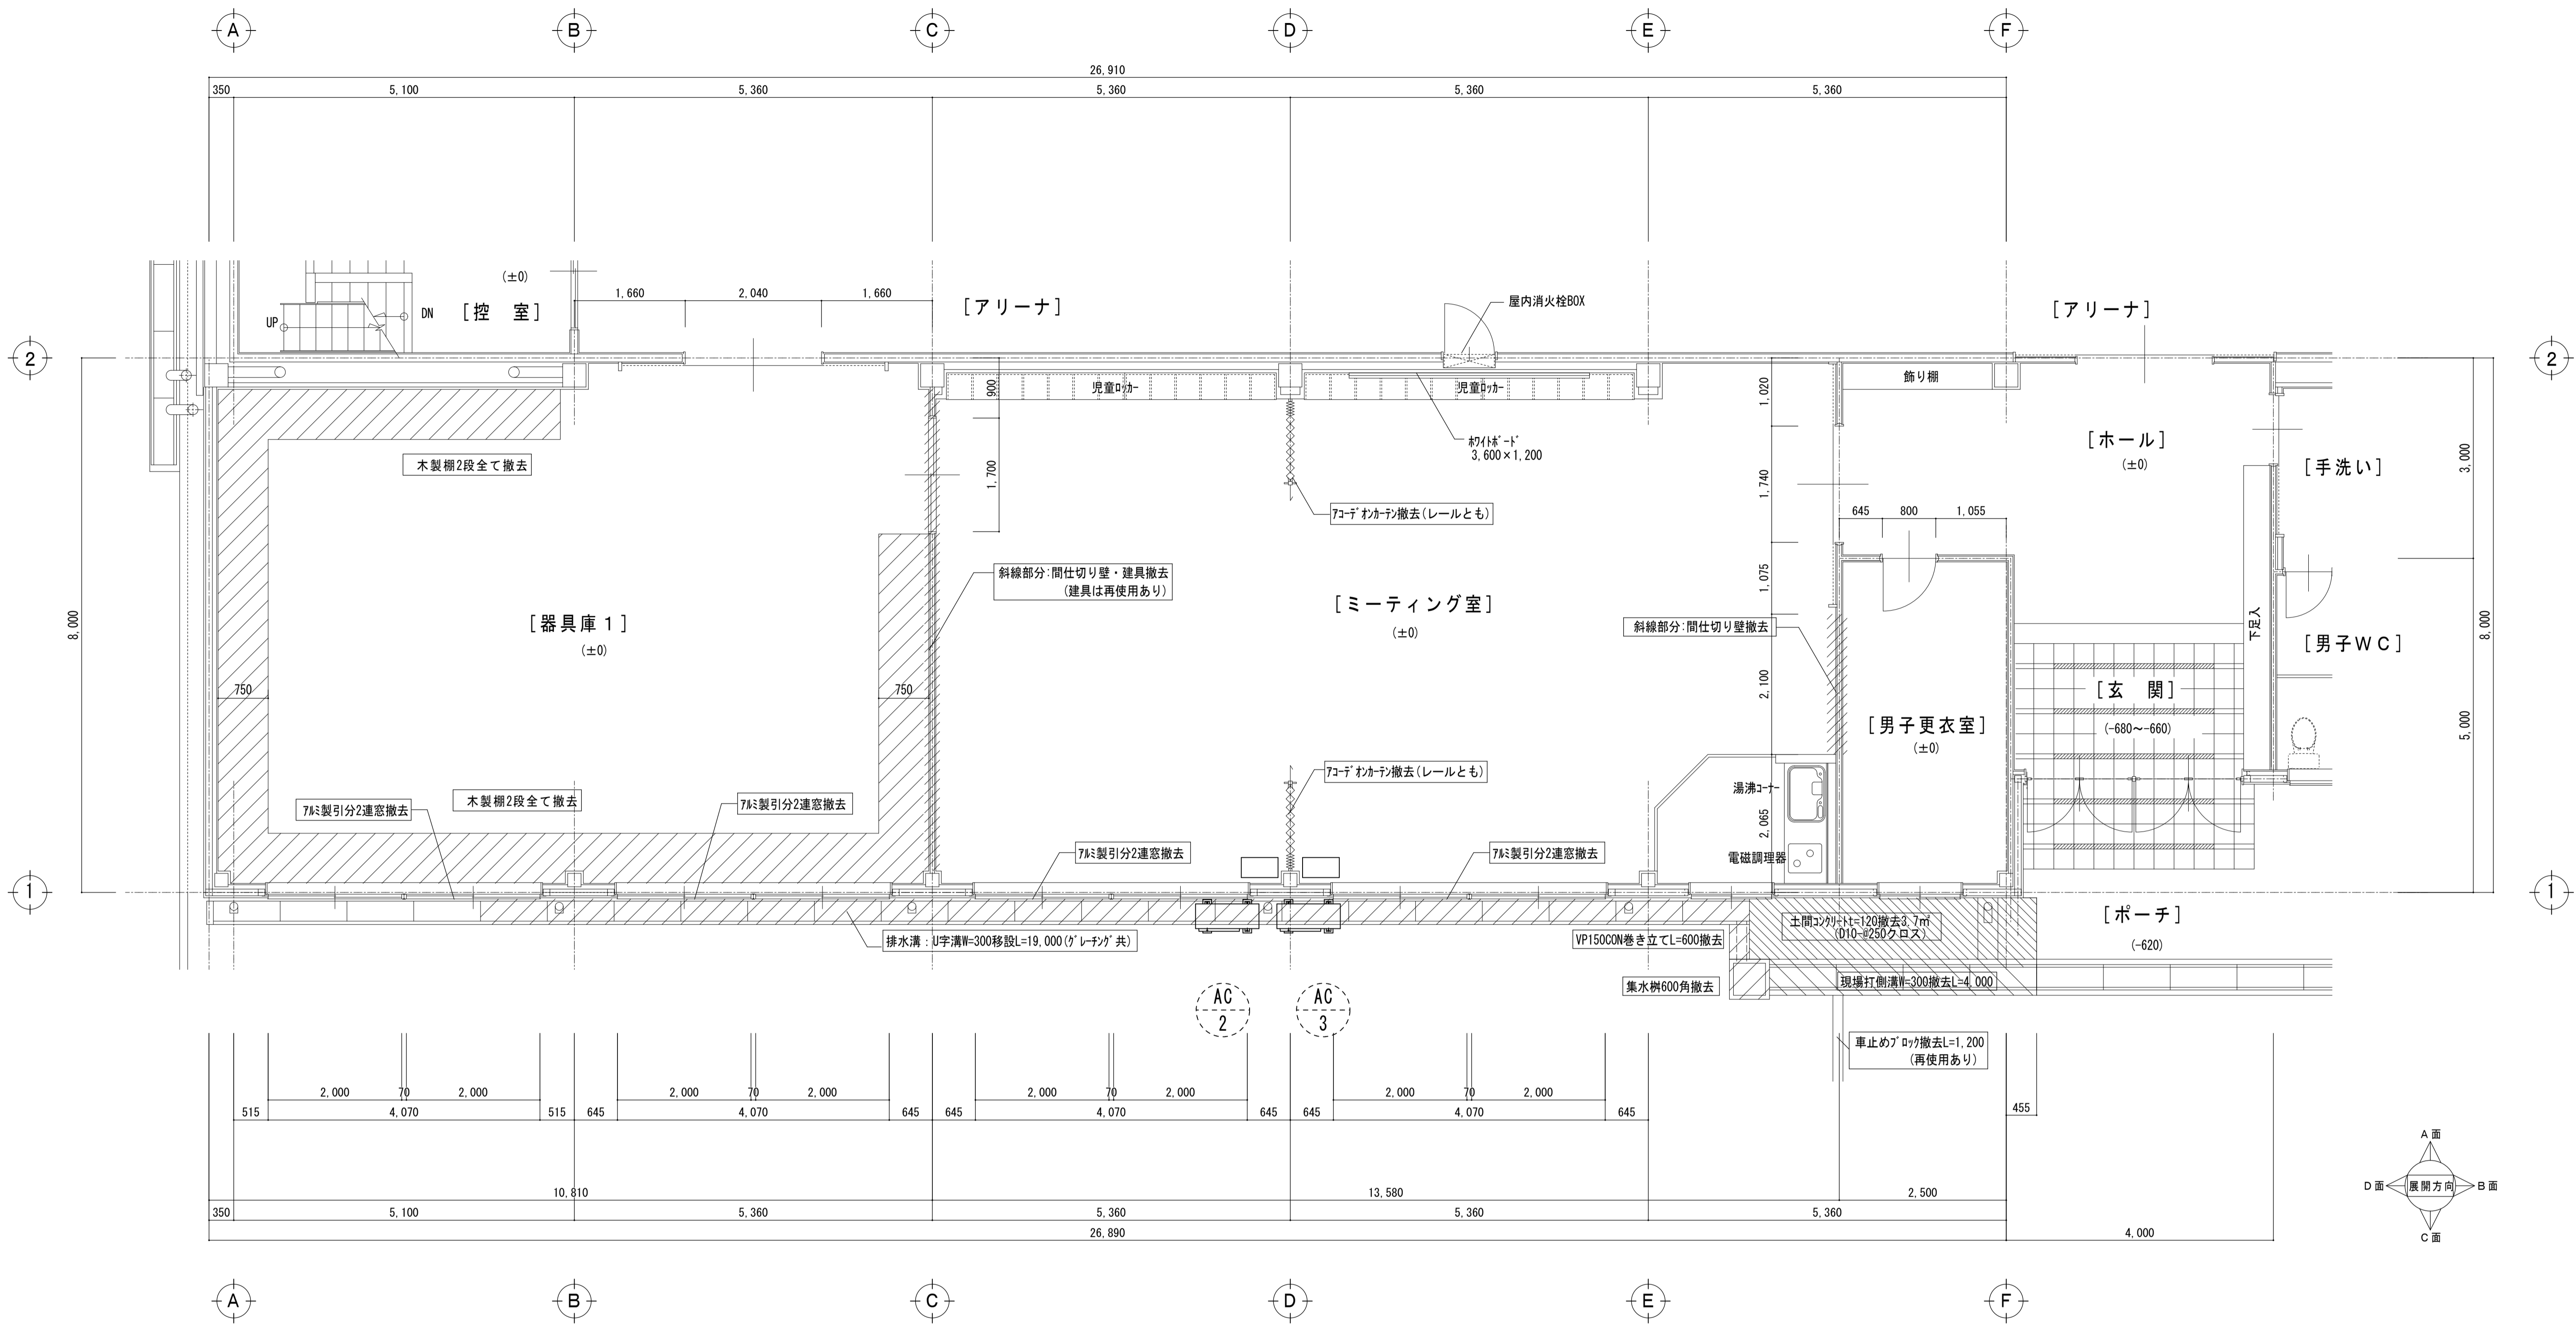 A
B
C
D
E
F
26,910
350
5,100
5,360
5,360
5,360
5,360
(±0)
[控 室]
UP
DN
1,660
2,040
1,660
[アリーナ]
屋内消火栓BOX
[アリーナ]
2
2
児童ﾛｯｶｰ
児童ﾛｯｶｰ
飾り棚
900
1,020
ﾎﾜｲﾄﾎﾞｰﾄﾞ
3,600×1,200
[ホール]
(±0)
[手洗い]
3,000
木製棚2段全て撤去
1,700
1,740
ｱｺｰﾃﾞｵﾝｶｰﾃﾝ撤去(レールとも)
645
800
1,055
斜線部分:間仕切り壁・建具撤去
(建具は再使用あり)
1,075
[器具庫1]
(±0)
[ミーティング室]
(±0)
斜線部分:間仕切り壁撤去
8,000
8,000
下足入
[男子WC]
750
750
2,100
[玄 関]
(-680～-660)
[男子更衣室]
(±0)
5,000
ｱｺｰﾃﾞｵﾝｶｰﾃﾝ撤去(レールとも)
湯沸ｺｰﾅｰ
木製棚2段全て撤去
ｱﾙﾐ製引分2連窓撤去
ｱﾙﾐ製引分2連窓撤去
2,065
ｱﾙﾐ製引分2連窓撤去
ｱﾙﾐ製引分2連窓撤去
電磁調理器
1
1
[ポーチ]
(-620)
土間ｺﾝｸﾘｰﾄt=120撤去3.7㎡
(D10-@250クロス)
排水溝：U字溝W=300移設L=19,000(ｸﾞﾚｰﾁﾝｸﾞ共)
VP150CON巻き立てL=600撤去
集水桝600角撤去
現場打側溝W=300撤去L=4,000
AC
2
AC
3
車止めﾌﾞﾛｯｸ撤去L=1,200
(再使用あり)
2,000
70
2,000
2,000
70
2,000
2,000
70
2,000
2,000
70
2,000
515
4,070
515
645
4,070
645
645
4,070
645
645
4,070
645
455
A面
D面
展開方向
B面
C面
10,810
13,580
2,500
350
5,100
5,360
5,360
5,360
5,360
26,890
4,000
A
B
C
D
E
F